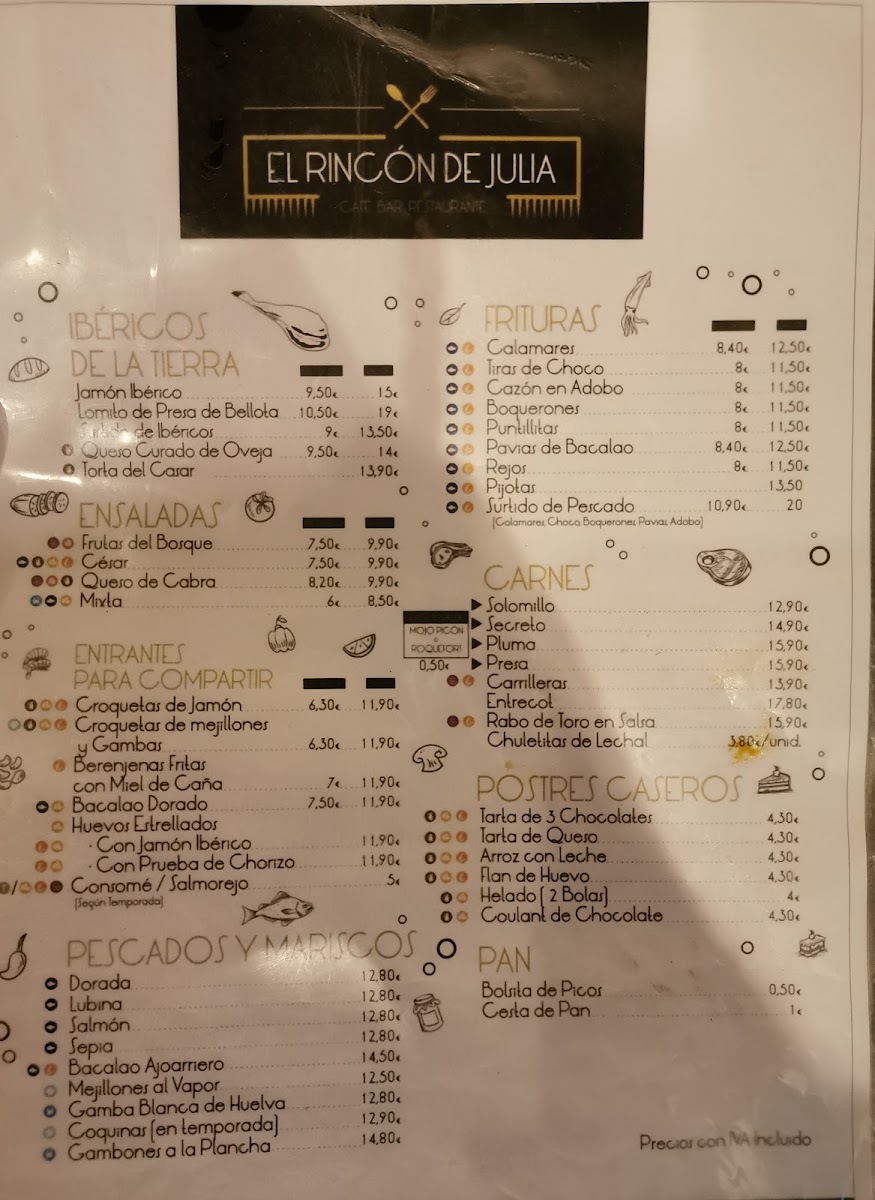 EL RINCÓN DE JULIA
CAFE BAR RESTAURANTE
IBÉRICOS
DE LA TIERRA
Jamón Ibérico 9,50€ 15€
Lomito de Presa de Bellota 10,50€ 19€
Surtido de Ibéricos 9€ 13,50€
Queso Curado de Oveja 9,50€ 14€
Torta del Casar 13,90€
ENSALADAS
Frutas del Bosque 7,50€ 9,90€
César 7,50€ 9,90€
Queso de Cabra 8,20€ 9,90€
Mixta 6€ 8,50€
ENTRANTES
PARA COMPARTIR
Croquetas de Jamón 6,30€ 11,90€
Croquetas de mejillones
y Gambas 6,30€ 11,90€
Berenjenas Fritas
con Miel de Caña 7€ 11,90€
Bacalao Dorado 7,50€ 11,90€
Huevos Estrellados
· Con Jamón Ibérico 11,90€
· Con Prueba de Chorizo 11,90€
Consomé / Salmorejo 5€
(Según Temporada)
PESCADOS Y MARISCOS
Dorada 12,80€
Lubina 12,80€
Salmón 12,80€
Sepia 12,80€
Bacalao Ajoarriero 14,50€
Mejillones al Vapor 12,50€
Gamba Blanca de Huelva 12,80€
Coquinas (en temporada) 12,90€
Gambones a la Plancha 14,80€
FRITURAS
Calamares 8,40€ 12,50€
Tiras de Choco 8€ 11,50€
Cazón en Adobo 8€ 11,50€
Boquerones 8€ 11,50€
Puntillitas 8€ 11,50€
Pavias de Bacalao 8,40€ 12,50€
Rejos 8€ 11,50€
Pijotas 13,50
Surtido de Pescado 10,90€ 20
(Calamares, Choco, Boquerones, Pavias, Adobo)
CARNES
MOJO PICÓN
ó
ROQUEFORT
0,50€
Solomillo 12,90€
Secreto 14,90€
Pluma 15,90€
Presa 15,90€
Carrilleras 13,90€
Entrecot 17,80€
Rabo de Toro en Salsa 15,90€
Chuletitas de Lechal 3,80€/unid.
POSTRES CASEROS
Tarta de 3 Chocolates 4,30€
Tarta de Queso 4,30€
Arroz con Leche 4,30€
Flan de Huevo 4,30€
Helado ( 2 Bolas) 4€
Coulant de Chocolate 4,30€
PAN
Bolsita de Picos 0,50€
Cesta de Pan 1€
Precios con IVA incluido